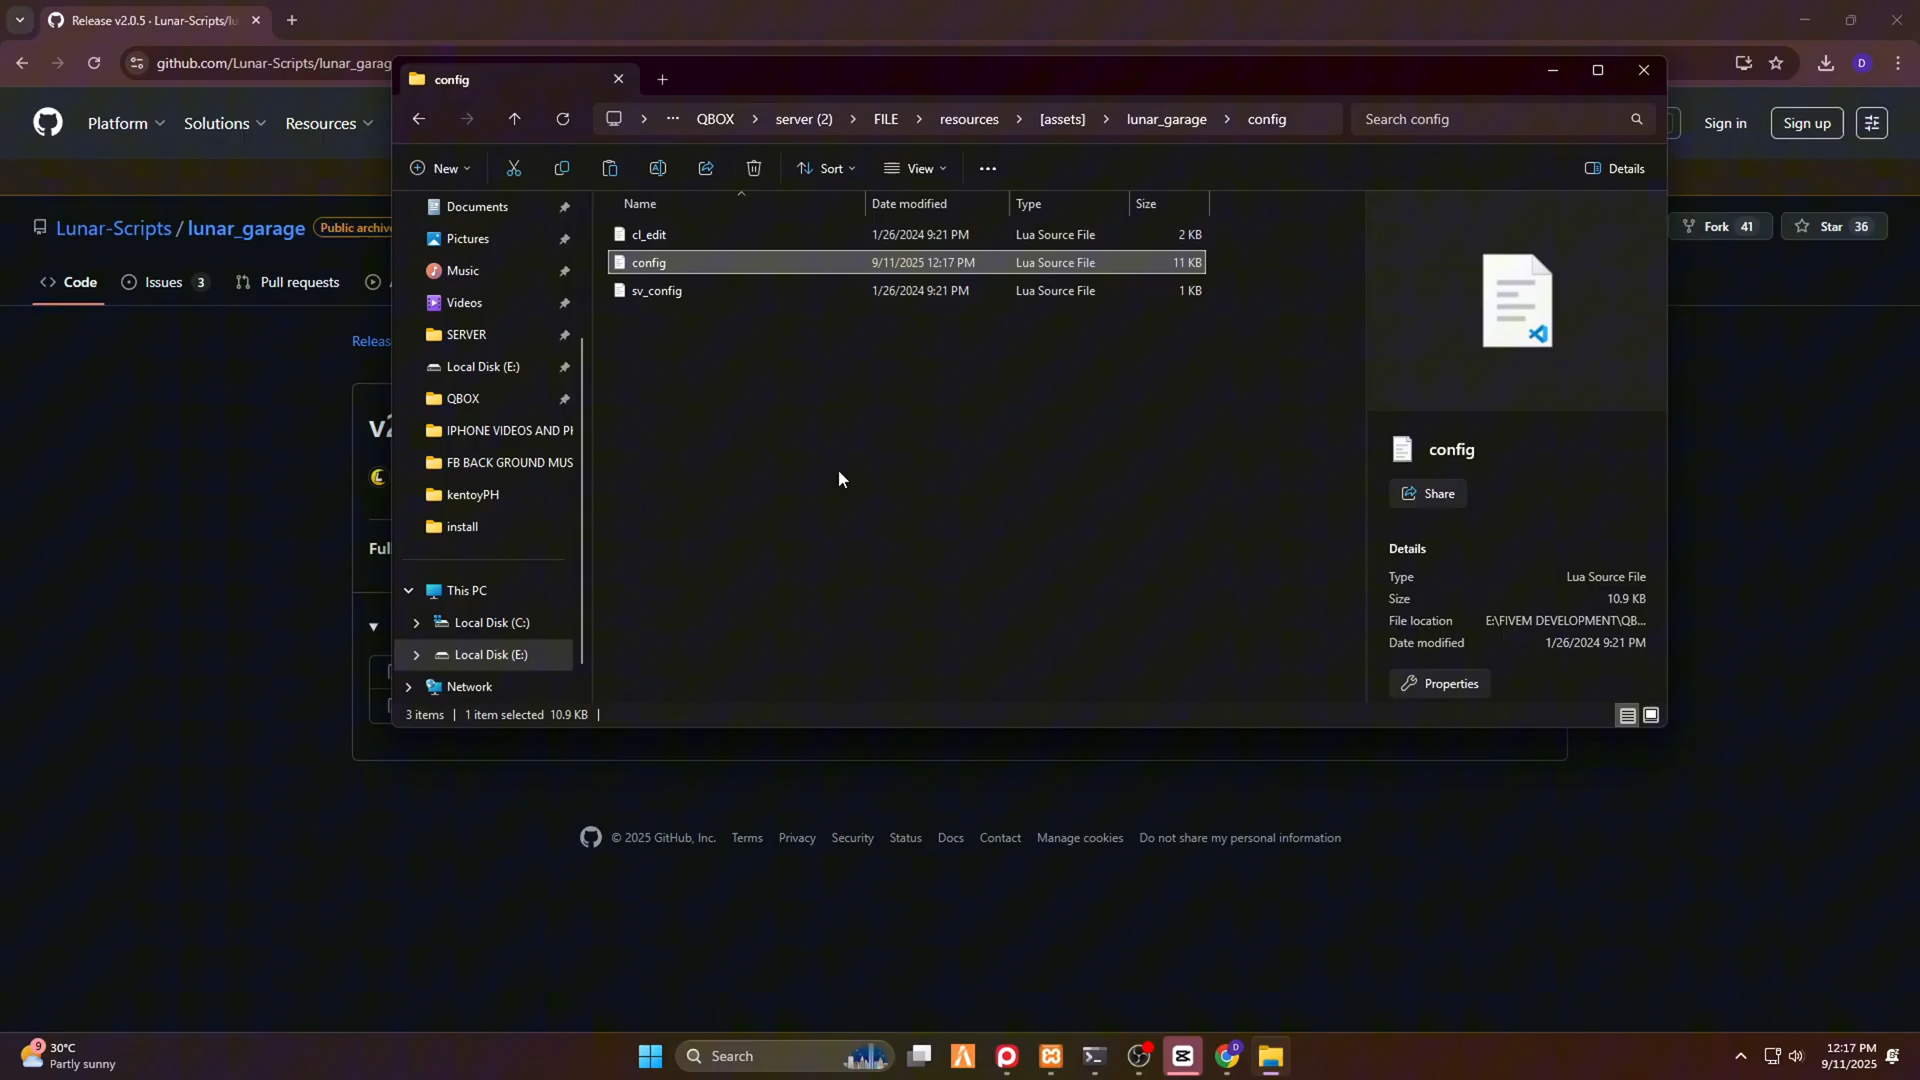 Release v2.0.5 · Lunar-Scripts/lu
github.com/Lunar-Scripts/lunar_garag
D
Platform
Solutions
Resources
Sign in
Sign up
Lunar-Scripts / lunar_garage
Public archive
Fork 41
Star 36
Code
Issues 3
Pull requests
Releas
v2
Full
config
QBOX
server (2)
FILE
resources
[assets]
lunar_garage
config
Search config
New
Sort
View
Details
Documents
Pictures
Music
Videos
SERVER
Local Disk (E:)
QBOX
IPHONE VIDEOS AND PH
FB BACK GROUND MUS
kentoyPH
install
This PC
Local Disk (C:)
Local Disk (E:)
Network
Name Date modified Type Size
cl_edit 1/26/2024 9:21 PM Lua Source File 2 KB
config 9/11/2025 12:17 PM Lua Source File 11 KB
sv_config 1/26/2024 9:21 PM Lua Source File 1 KB
config
Share
Details
Type Lua Source File
Size 10.9 KB
File location E:\FIVEM DEVELOPMENT\QB...
Date modified 1/26/2024 9:21 PM
Properties
3 items 1 item selected 10.9 KB
© 2025 GitHub, Inc. Terms Privacy Security Status Docs Contact Manage cookies Do not share my personal information
9
30°C
Partly sunny
Search
D
12:17 PM
9/11/2025